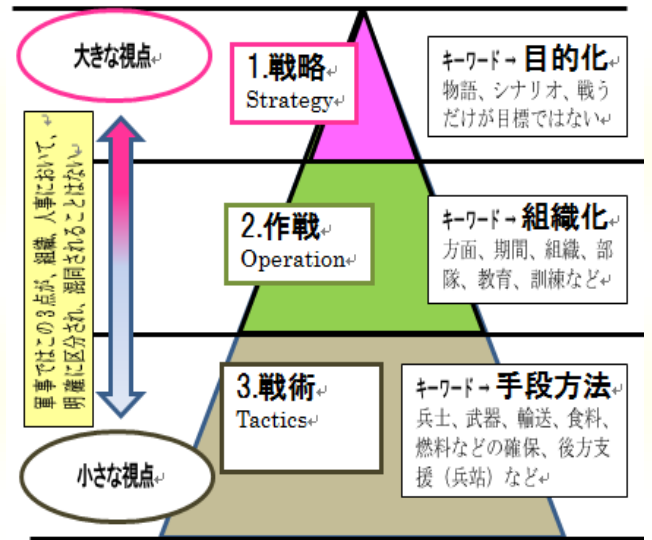 大きな視点
1.戦略
Strategy
キーワード→目的化
物語、シナリオ、戦う
だけが目標ではない
軍事ではこの3点が、組織、人事において、
明確に区分され、混同されることはない
2.作戦
Operation
キーワード→組織化
方面、期間、組織、部
隊、教育、訓練など
3.戦術
Tactics
キーワード→手段方法
兵士、武器、輸送、食料、
燃料などの確保、後方支
援（兵站）など
小さな視点